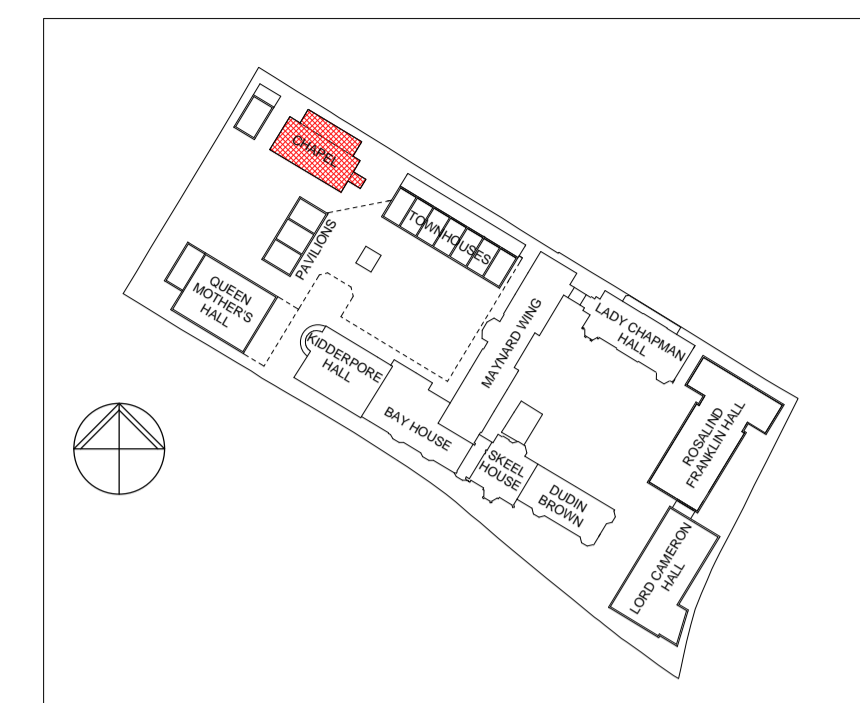 CHAPEL
TOWNHOUSES
PAVILIONS
QUEEN
MOTHER'S
HALL
KIDDERPORE
HALL
BAY HOUSE
MAYNARD WING
LADY CHAPMAN
HALL
SKEEL
HOUSE
DUDIN
BROWN
ROSALIND
FRANKLIN HALL
LORD CAMERON
HALL